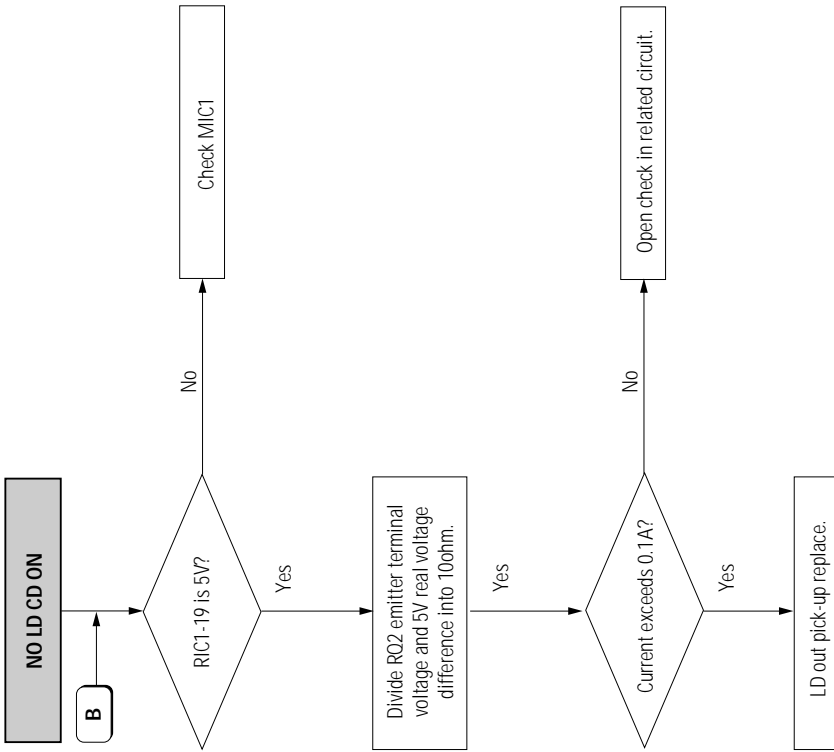 NO LD CD ON
B
RIC1-19 is 5V?
No
Check MIC1
Yes
Divide RQ2 emitter terminal
voltage and 5V real voltage
difference into 10ohm.
Yes
Current exceeds 0.1A?
No
Open check in related circuit.
Yes
LD out pick-up replace.